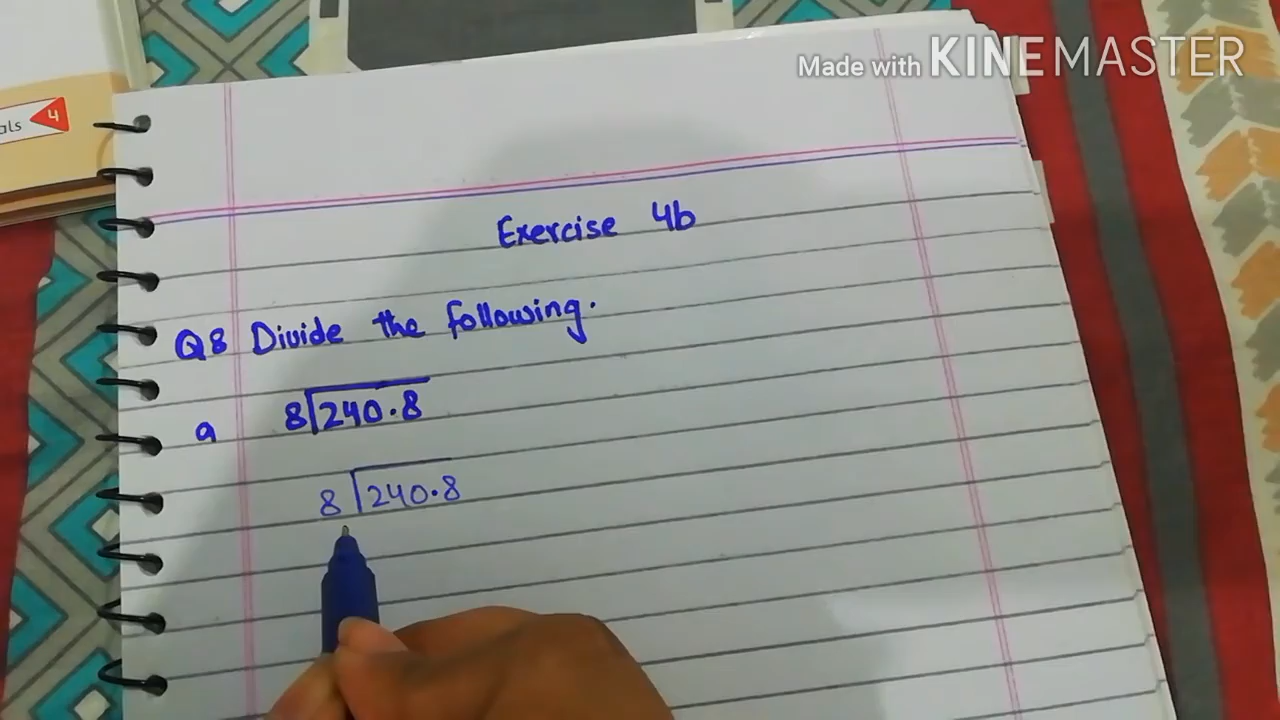 Made with KINEMASTER
als 4
Exercise 4b
Q8 Divide the following.
a 8⟌240.8
8⟌240.8